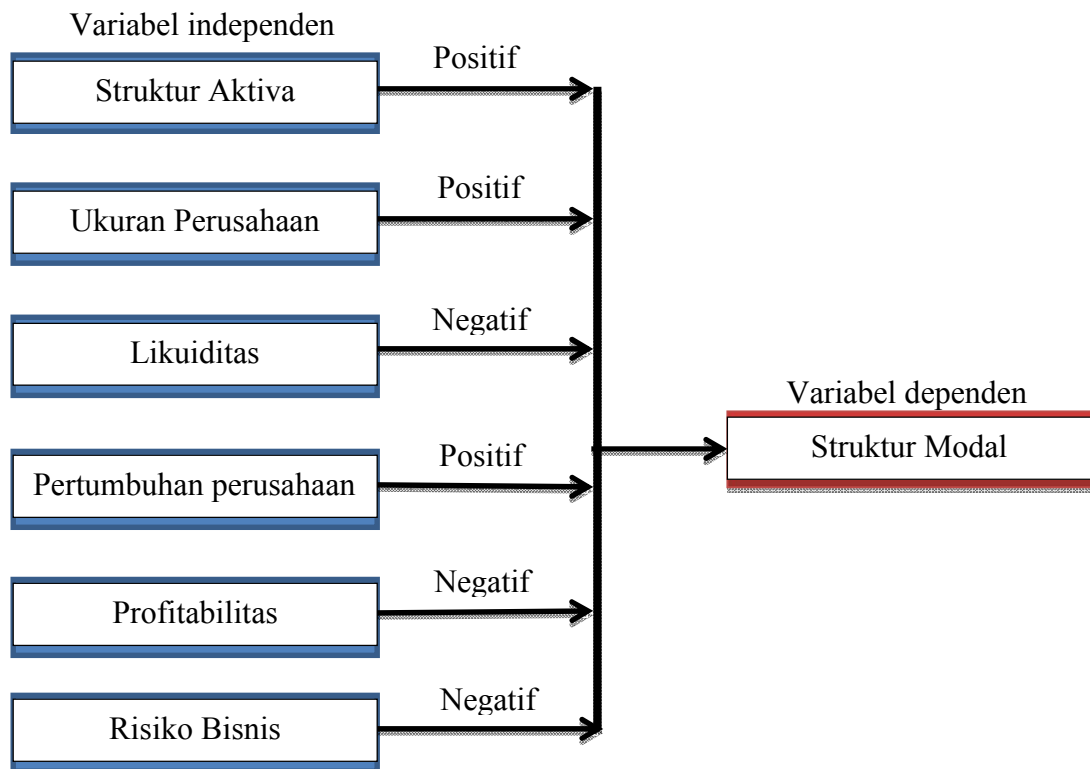 Variabel independen
Positif
Struktur Aktiva
Positif
Ukuran Perusahaan
Negatif
Likuiditas
Variabel dependen
Struktur Modal
Positif
Pertumbuhan perusahaan
Negatif
Profitabilitas
Negatif
Risiko Bisnis